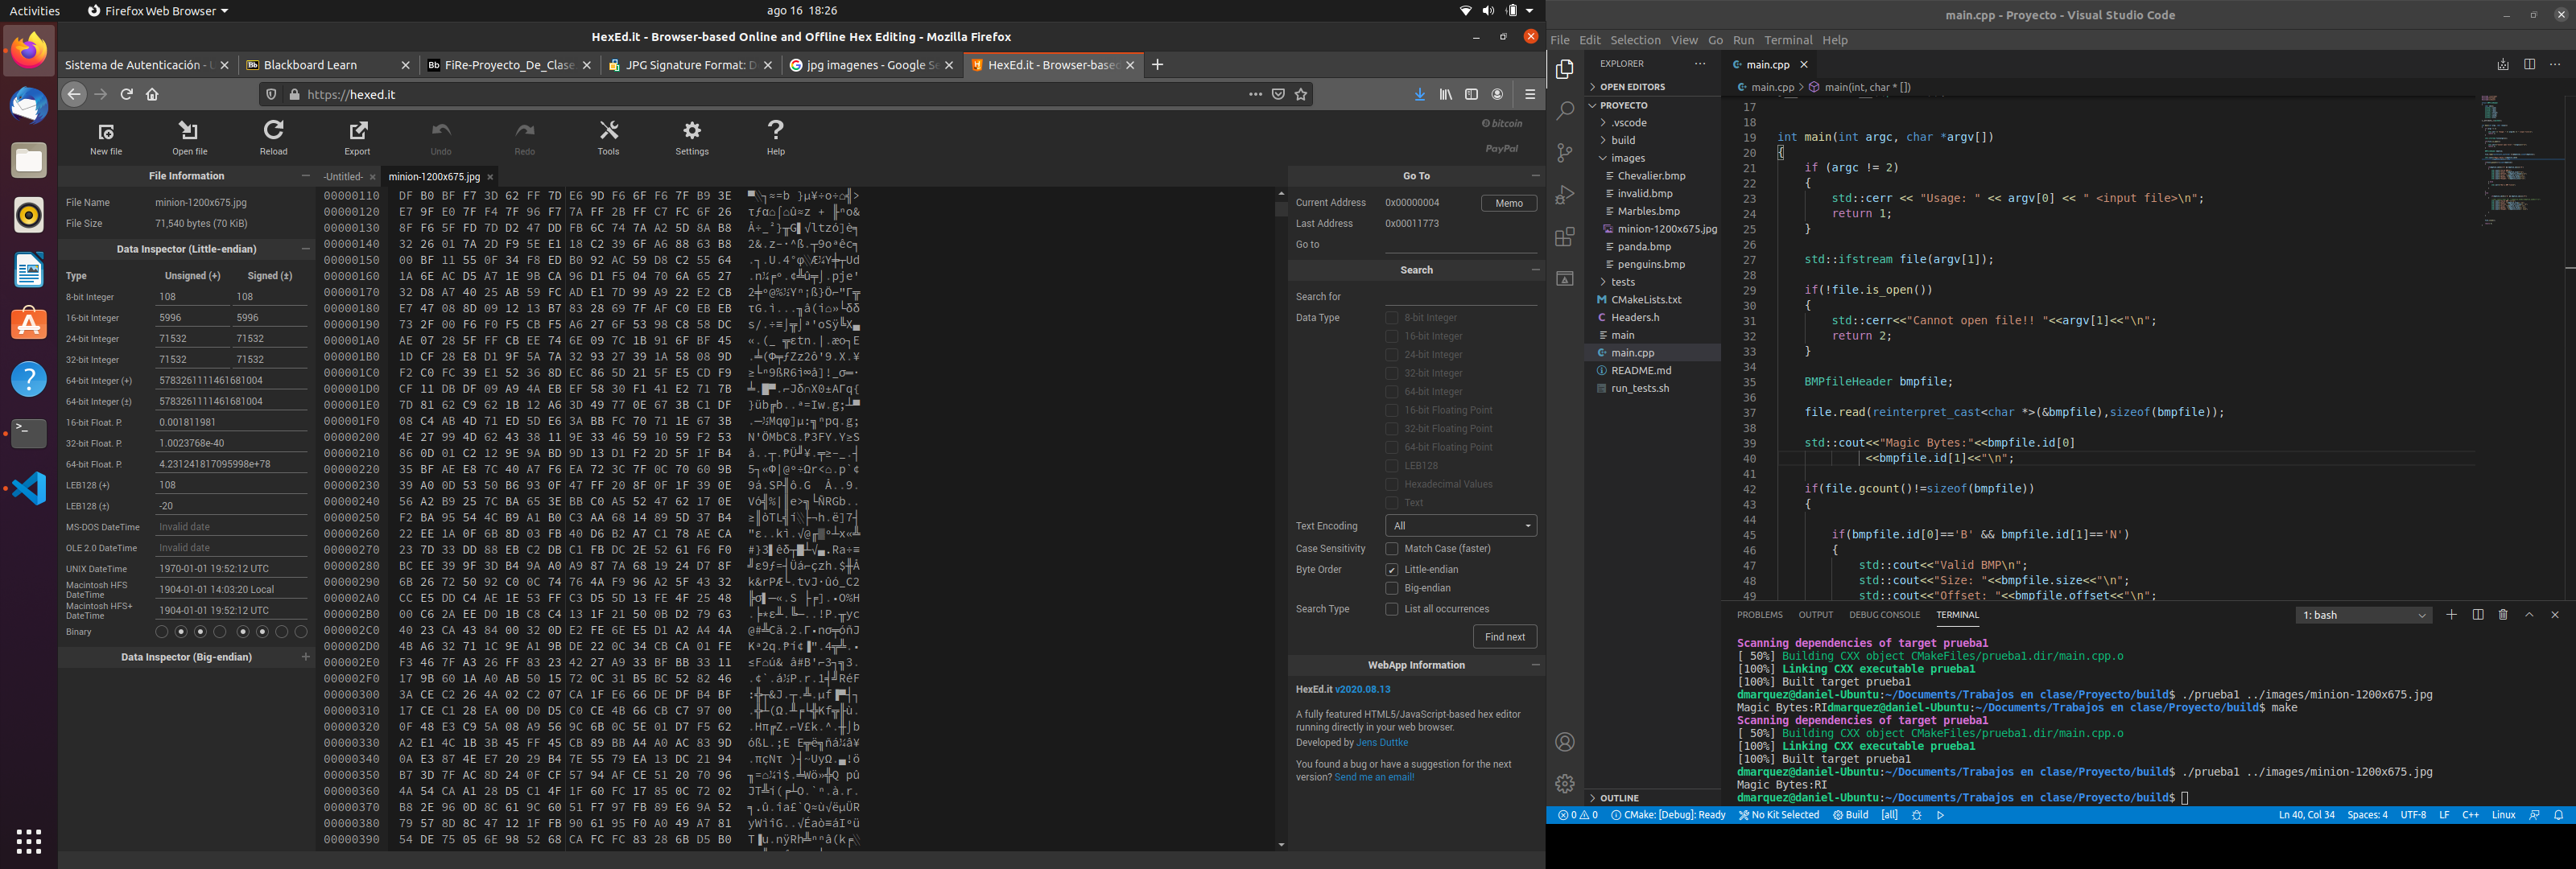 Activities
Firefox Web Browser
ago 16 18:26
HexEd.it - Browser-based Online and Offline Hex Editing - Mozilla Firefox
Sistema de Autenticación -
Blackboard Learn
FiRe-Proyecto_De_Clase
JPG Signature Format: D
jpg imagenes - Google Se
HexEd.it - Browser-based
https://hexed.it
New file
Open file
Reload
Export
Undo
Redo
Tools
Settings
Help
bitcoin
PayPal
File Information
File Name minion-1200x675.jpg
File Size 71,540 bytes (70 KiB)
Data Inspector (Little-endian)
Type Unsigned (+) Signed (±)
8-bit Integer 108 108
16-bit Integer 5996 5996
24-bit Integer 71532 71532
32-bit Integer 71532 71532
64-bit Integer (+) 5783261111461681004
64-bit Integer (±) 5783261111461681004
16-bit Float. P. 0.001811981
32-bit Float. P. 1.0023768e-40
64-bit Float. P. 4.231241817095998e+78
LEB128 (+) 108
LEB128 (±) -20
MS-DOS DateTime Invalid date
OLE 2.0 DateTime Invalid date
UNIX DateTime 1970-01-01 19:52:12 UTC
Macintosh HFS DateTime 1904-01-01 14:03:20 Local
Macintosh HFS+ DateTime 1904-01-01 19:52:12 UTC
Binary
Data Inspector (Big-endian)
-Untitled-
minion-1200x675.jpg
00000110 DF B0 BF F7 3D 62 FF 7D E6 9D F6 6F F6 7F B9 3E
00000120 E7 9F E0 7F F4 7F 96 F7 7A FF 2B FF C7 FC 6F 26
00000130 8F F6 5F FD 7D D2 47 DD FB 6C 74 7A A2 5D 8A B8
00000140 32 26 01 7A 2D F9 5E E1 18 C2 39 6F A6 88 63 B8
00000150 00 BF 11 55 0F 34 F8 ED B0 92 AC 59 D8 C2 55 64
00000160 1A 6E AC D5 A7 1E 9B CA 96 D1 F5 04 70 6A 65 27
00000170 32 D8 A7 40 25 AB 59 FC AD E1 7D 99 A9 22 E2 CB
00000180 E7 47 08 8D 09 12 13 B7 83 28 69 7F AF C0 EB EB
00000190 73 2F 00 F6 F0 F5 CB F5 A6 27 6F 53 98 C8 58 DC
000001A0 AE 07 28 5F FF CB EE 74 6E 09 7C 1B 91 6F BF 45
000001B0 1D CF 28 E8 D1 9F 5A 7A 32 93 27 39 1A 58 08 9D
000001C0 F2 C0 FC 39 E1 52 36 8D EC 86 5D 21 5F E5 CD F9
000001D0 CF 11 DB DF 09 A9 4A EB EF 58 30 F1 41 E2 71 7B
000001E0 7D 81 62 C9 62 1B 12 A6 3D 49 77 0E 67 3B C1 DF
000001F0 08 C4 AB 4D 71 ED 5D E6 3A BB FC 70 71 1E 67 3B
00000200 4E 27 99 4D 62 43 38 11 9E 33 46 59 10 59 F2 53
00000210 86 0D 01 C2 12 9E 9A BD 9D 13 D1 F2 2D 5F 1F B4
00000220 35 BF AE E8 7C 40 A7 F6 EA 72 3C 7F 0C 70 60 9B
00000230 39 A0 0D 53 50 B6 93 0F 47 FF 20 8F 0F 1F 39 0E
00000240 56 A2 B9 25 7C BA 65 3E BB C0 A5 52 47 62 17 0E
00000250 F2 BA 95 54 4C B9 A1 B0 C3 AA 68 14 89 5D 37 B4
00000260 22 EE 1A 0F 6B 8D 03 FB 40 D6 B2 A7 C1 78 AE CA
00000270 23 7D 33 DD 88 EB C2 DB C1 FB DC 2E 52 61 F6 F0
00000280 BC EE 39 9F 3D B4 9A A0 A9 87 7A 68 19 24 D7 8F
00000290 6B 26 72 50 92 C0 0C 74 76 4A F9 96 A2 5F 43 32
000002A0 CC E5 DD C4 AE 1E 53 FF C3 D5 5D 13 FE 4F 25 48
000002B0 00 C6 2A EE D0 1B C8 C4 13 1F 21 50 0B D2 79 63
000002C0 40 23 CA 43 84 00 32 0D E2 FE 6E E5 D1 A2 A4 4A
000002D0 4B A6 32 71 1C 9E A1 9B DE 22 0C 34 CB CA 01 FE
000002E0 F3 46 7F A3 26 FF 83 23 42 27 A9 33 BF BB 33 11
000002F0 17 9B 60 1A A0 AB 50 15 72 0C 31 B5 BC 52 82 46
00000300 3A CE C2 26 4A 02 C2 07 CA 1F E6 66 DE DF B4 BF
00000310 17 CE C1 28 EA 00 D0 D5 C0 CE 4B 66 CB C7 97 00
00000320 0F 48 E3 C9 5A 08 A9 56 9C 6B 0C 5E 01 D7 F5 62
00000330 A2 E1 4C 1B 3B 45 FF 45 CB 89 BB A4 A0 AC 83 9D
00000340 0A E3 87 4E E7 20 29 B4 7E 55 79 EA 13 DC 21 94
00000350 B7 3D 7F AC 8D 24 0F CF 57 94 AF CE 51 20 70 96
00000360 4A 54 CA A1 28 D5 C1 4F 1F 60 FC 17 85 0C 72 02
00000370 B8 2E 96 0D 8C 61 9C 60 51 F7 97 FB 89 E6 9A 52
00000380 79 57 8D 8C 47 12 1F FB 90 61 95 F0 A0 49 A7 81
00000390 54 DE 75 05 6E 98 52 68 CA FC FC 83 28 6B D5 B0
Go To
Current Address 0x00000004 Memo
Last Address 0x00011773
Go to
Search
Search for
Data Type 8-bit Integer
16-bit Integer
24-bit Integer
32-bit Integer
64-bit Integer
16-bit Floating Point
32-bit Floating Point
64-bit Floating Point
LEB128
Hexadecimal Values
Text
Text Encoding All
Case Sensitivity Match Case (faster)
Byte Order Little-endian
Big-endian
Search Type List all occurrences
Find next
WebApp Information
HexEd.it v2020.08.13
A fully featured HTML5/JavaScript-based hex editor
running directly in your web browser.
Developed by Jens Duttke
You found a bug or have a suggestion for the next
version? Send me an email!
main.cpp - Proyecto - Visual Studio Code
File Edit Selection View Go Run Terminal Help
EXPLORER
OPEN EDITORS
PROYECTO
.vscode
build
images
Chevalier.bmp
invalid.bmp
Marbles.bmp
minion-1200x675.jpg
panda.bmp
penguins.bmp
tests
CMakeLists.txt
Headers.h
main
main.cpp
README.md
run_tests.sh
OUTLINE
main.cpp
main.cpp > main(int, char * [])
17
18
19 int main(int argc, char *argv[])
20 {
21 if (argc != 2)
22 {
23 std::cerr << "Usage: " << argv[0] << " <input file>\n";
24 return 1;
25 }
26
27 std::ifstream file(argv[1]);
28
29 if(!file.is_open())
30 {
31 std::cerr<<"Cannot open file!! "<<argv[1]<<"\n";
32 return 2;
33 }
34
35 BMPfileHeader bmpfile;
36
37 file.read(reinterpret_cast<char *>(&bmpfile),sizeof(bmpfile));
38
39 std::cout<<"Magic Bytes:"<<bmpfile.id[0]
40 <<bmpfile.id[1]<<"\n";
41
42 if(file.gcount()!=sizeof(bmpfile))
43 {
44
45 if(bmpfile.id[0]=='B' && bmpfile.id[1]=='N')
46 {
47 std::cout<<"Valid BMP\n";
48 std::cout<<"Size: "<<bmpfile.size<<"\n";
49 std::cout<<"Offset: "<<bmpfile.offset<<"\n";
PROBLEMS OUTPUT DEBUG CONSOLE TERMINAL
1: bash
Scanning dependencies of target prueba1
[ 50%] Building CXX object CMakeFiles/prueba1.dir/main.cpp.o
[100%] Linking CXX executable prueba1
[100%] Built target prueba1
dmarquez@daniel-Ubuntu:~/Documents/Trabajos en clase/Proyecto/build$ ./prueba1 ../images/minion-1200x675.jpg
Magic Bytes:RIdmarquez@daniel-Ubuntu:~/Documents/Trabajos en clase/Proyecto/build$ make
Scanning dependencies of target prueba1
[ 50%] Building CXX object CMakeFiles/prueba1.dir/main.cpp.o
[100%] Linking CXX executable prueba1
[100%] Built target prueba1
dmarquez@daniel-Ubuntu:~/Documents/Trabajos en clase/Proyecto/build$ ./prueba1 ../images/minion-1200x675.jpg
Magic Bytes:RI
dmarquez@daniel-Ubuntu:~/Documents/Trabajos en clase/Proyecto/build$
0 0 CMake: [Debug]: Ready No Kit Selected Build [all]
Ln 40, Col 34 Spaces: 4 UTF-8 LF C++ Linux